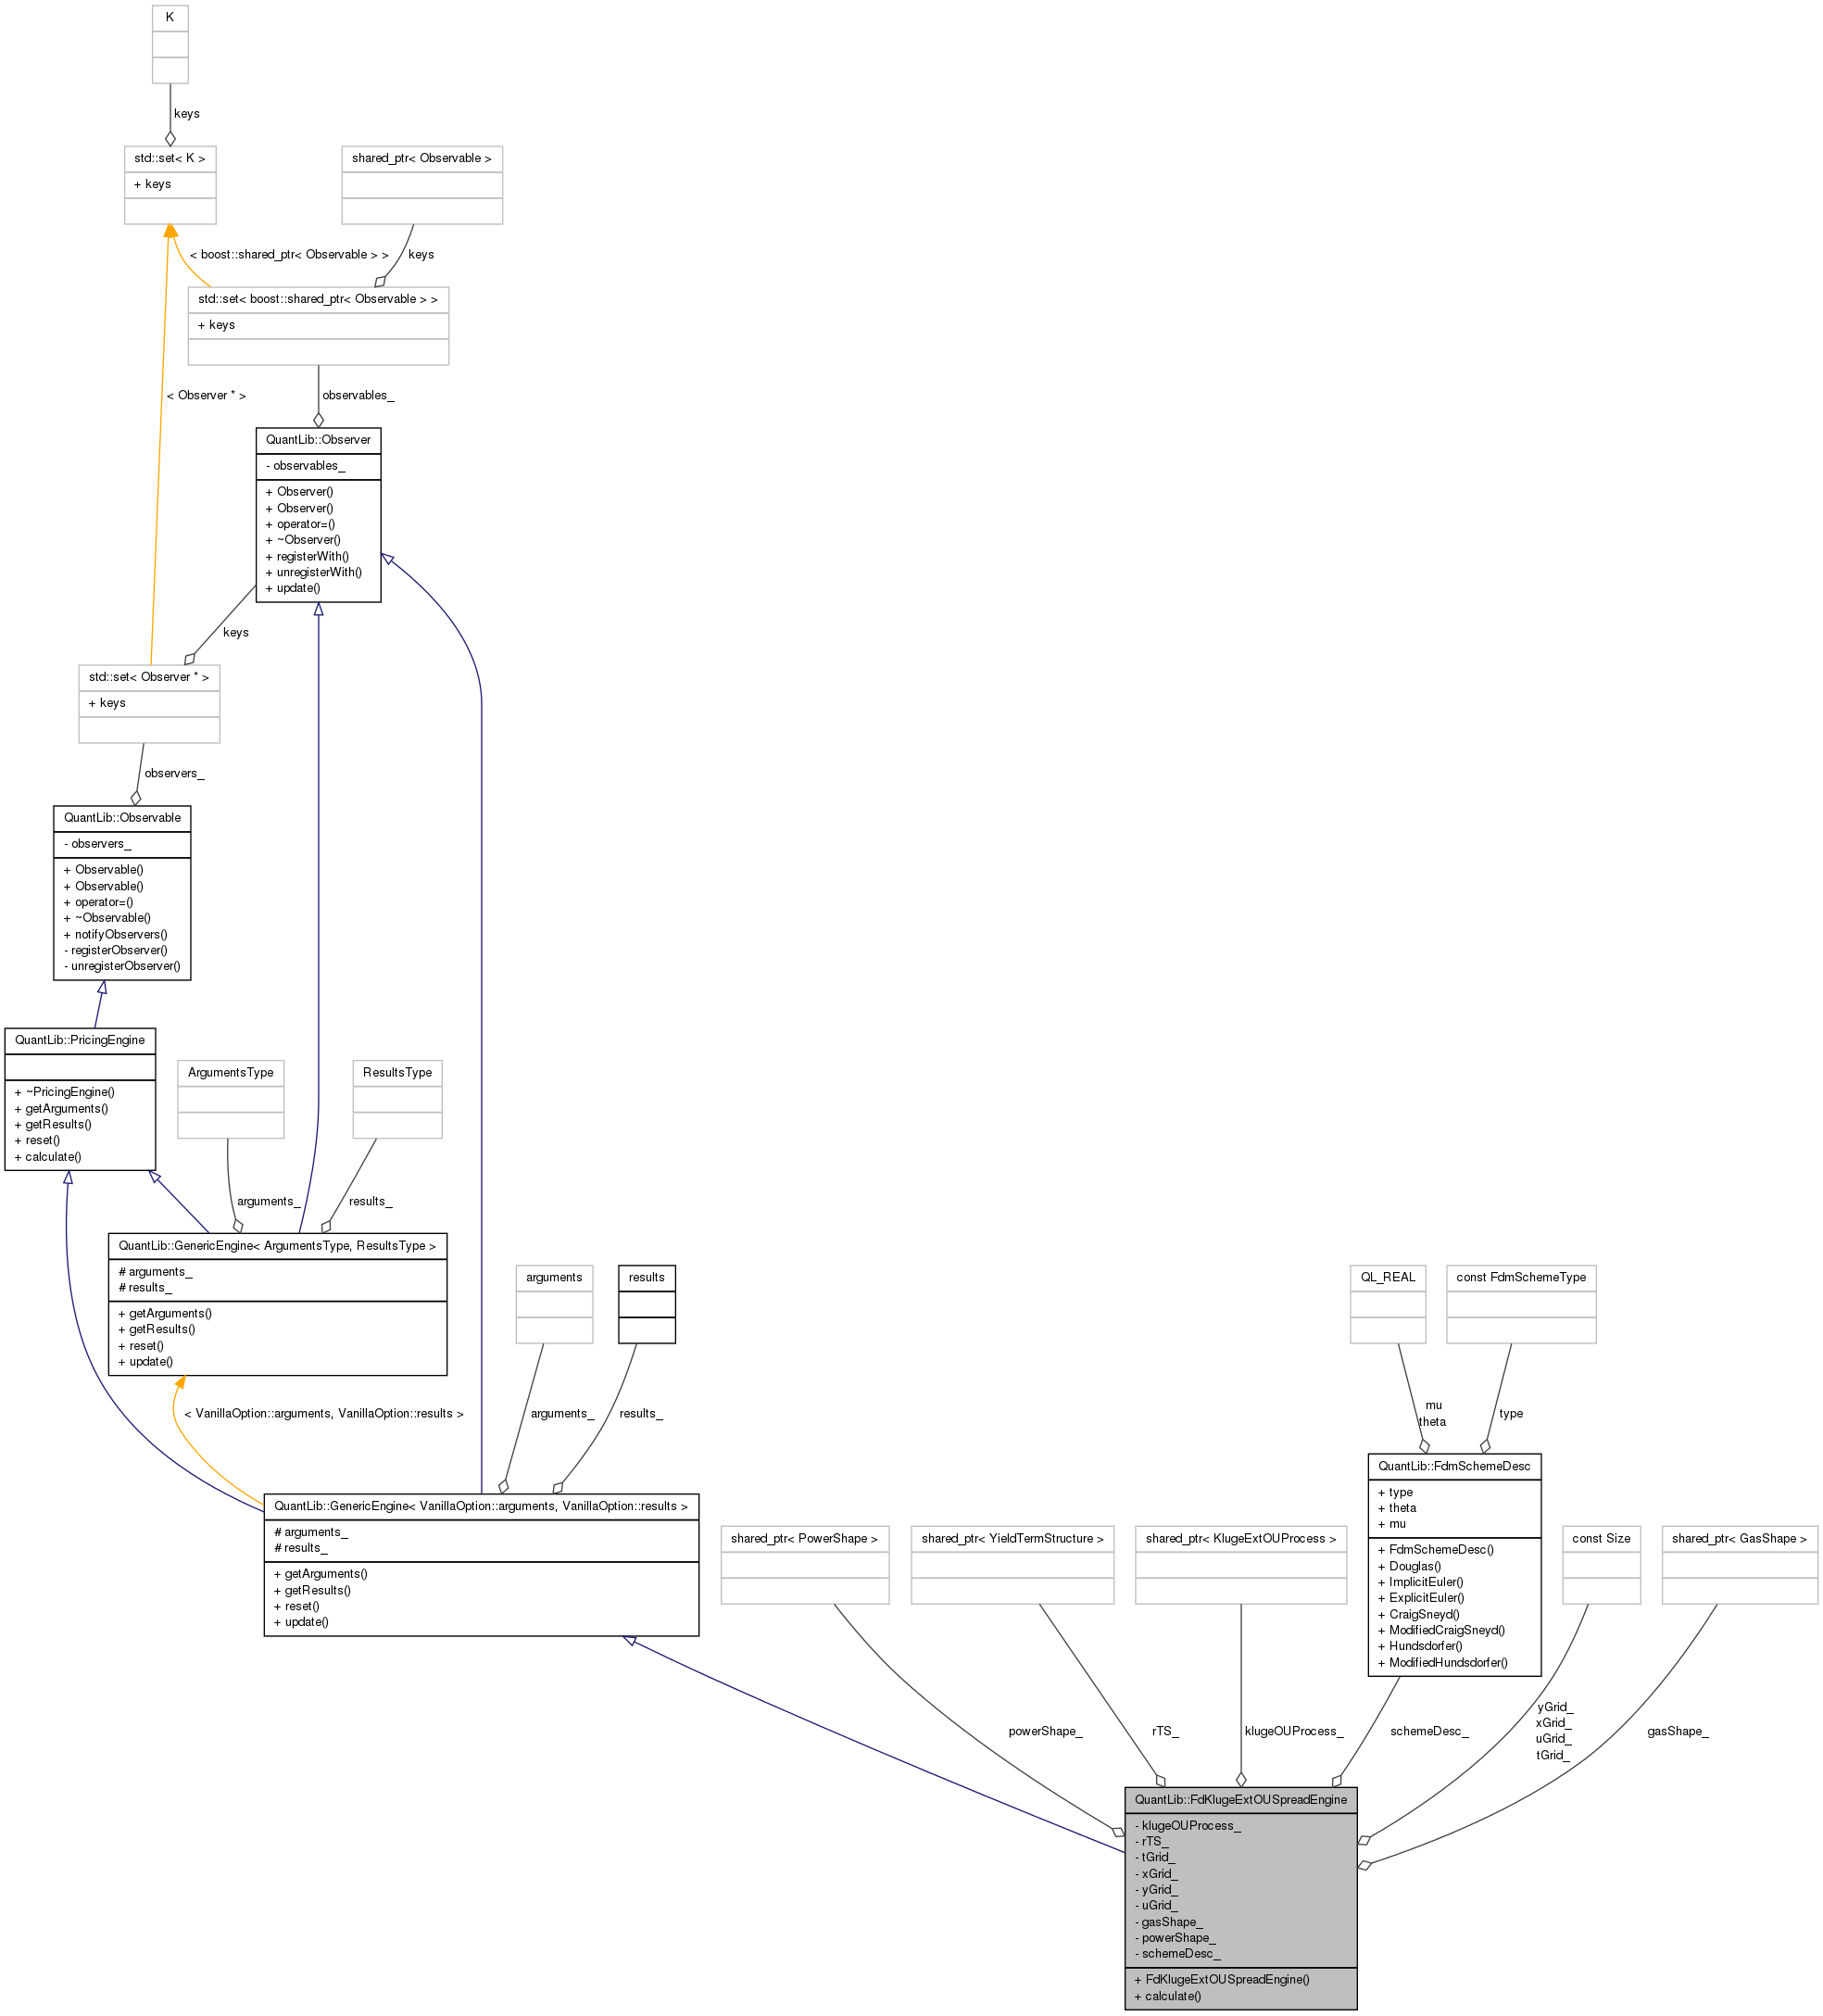 K
keys
std::set< K >
+ keys
shared_ptr< Observable >
< boost::shared_ptr< Observable > >
keys
std::set< boost::shared_ptr< Observable > >
+ keys
< Observer * >
observables_
QuantLib::Observer
- observables_
+ Observer()
+ Observer()
+ operator=()
+ ~Observer()
+ registerWith()
+ unregisterWith()
+ update()
keys
std::set< Observer * >
+ keys
observers_
QuantLib::Observable
- observers_
+ Observable()
+ Observable()
+ operator=()
+ ~Observable()
+ notifyObservers()
- registerObserver()
- unregisterObserver()
QuantLib::PricingEngine
+ ~PricingEngine()
+ getArguments()
+ getResults()
+ reset()
+ calculate()
ArgumentsType
ResultsType
arguments_
results_
QuantLib::GenericEngine< ArgumentsType, ResultsType >
# arguments_
# results_
+ getArguments()
+ getResults()
+ reset()
+ update()
arguments
results
QL_REAL
const FdmSchemeType
< VanillaOption::arguments, VanillaOption::results >
arguments_
results_
mu
theta
type
QuantLib::GenericEngine< VanillaOption::arguments, VanillaOption::results >
# arguments_
# results_
+ getArguments()
+ getResults()
+ reset()
+ update()
shared_ptr< PowerShape >
shared_ptr< YieldTermStructure >
shared_ptr< KlugeExtOUProcess >
QuantLib::FdmSchemeDesc
+ type
+ theta
+ mu
+ FdmSchemeDesc()
+ Douglas()
+ ImplicitEuler()
+ ExplicitEuler()
+ CraigSneyd()
+ ModifiedCraigSneyd()
+ Hundsdorfer()
+ ModifiedHundsdorfer()
const Size
shared_ptr< GasShape >
powerShape_
rTS_
klugeOUProcess_
schemeDesc_
yGrid_
xGrid_
uGrid_
tGrid_
gasShape_
QuantLib::FdKlugeExtOUSpreadEngine
- klugeOUProcess_
- rTS_
- tGrid_
- xGrid_
- yGrid_
- uGrid_
- gasShape_
- powerShape_
- schemeDesc_
+ FdKlugeExtOUSpreadEngine()
+ calculate()